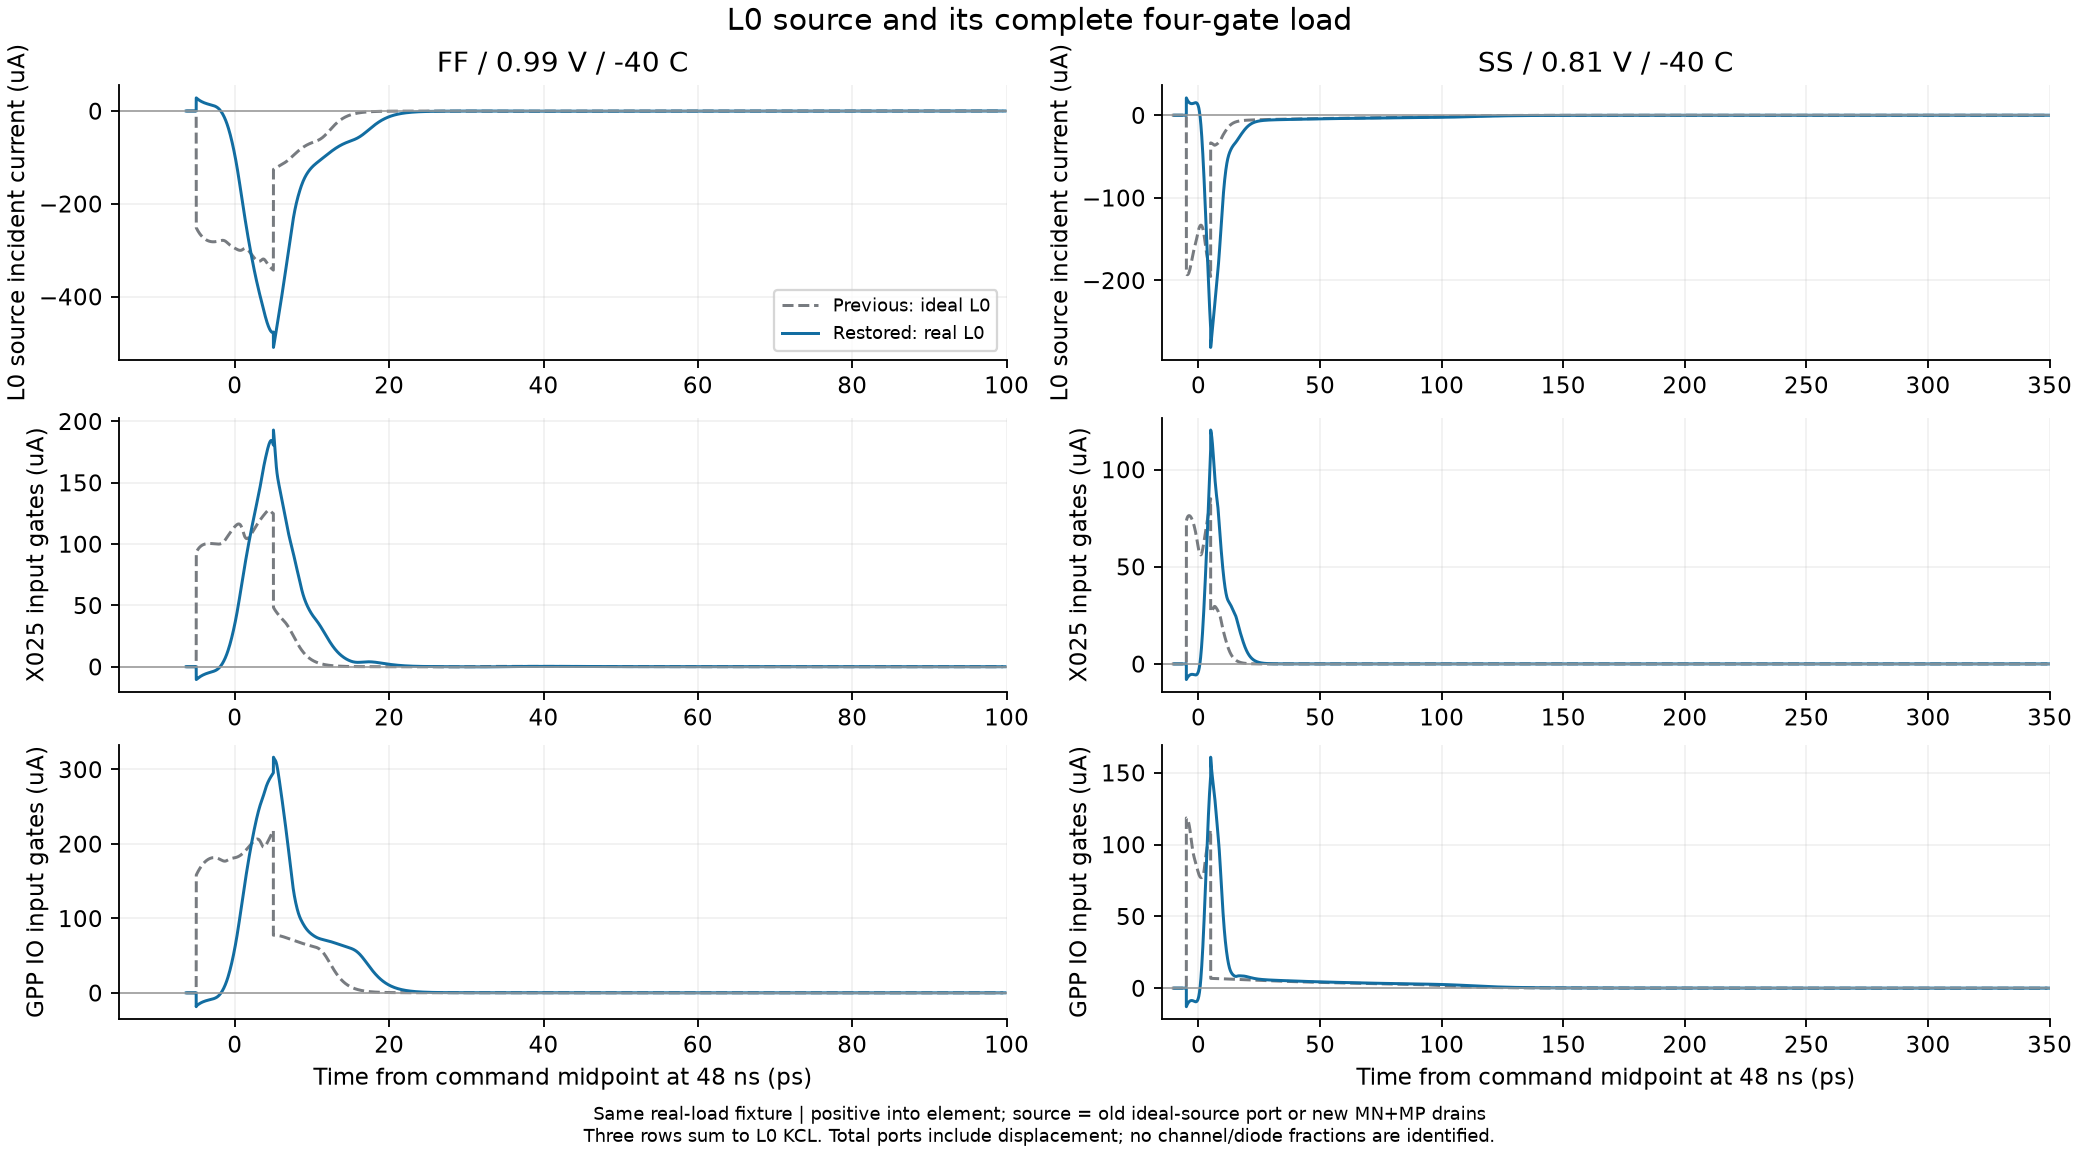 L0 source and its complete four-gate load
FF / 0.99 V / -40 C
SS / 0.81 V / -40 C
L0 source incident current (uA)
0
−200
−400
Previous: ideal L0
Restored: real L0
0 20 40 60 80 100
L0 source incident current (uA)
0
−100
−200
0 50 100 150 200 250 300 350
X025 input gates (uA)
200
150
100
50
0
0 20 40 60 80 100
X025 input gates (uA)
100
50
0
0 50 100 150 200 250 300 350
GPP IO input gates (uA)
300
200
100
0
0 20 40 60 80 100
Time from command midpoint at 48 ns (ps)
GPP IO input gates (uA)
150
100
50
0
0 50 100 150 200 250 300 350
Time from command midpoint at 48 ns (ps)
Same real-load fixture | positive into element; source = old ideal-source port or new MN+MP drains
Three rows sum to L0 KCL. Total ports include displacement; no channel/diode fractions are identified.